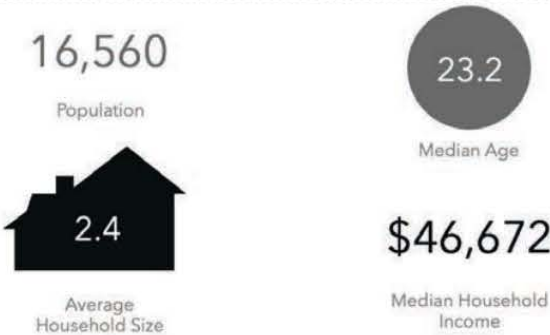 16,560
Population
23.2
Median Age
2.4
Average
Household Size
$46,672
Median Household
Income